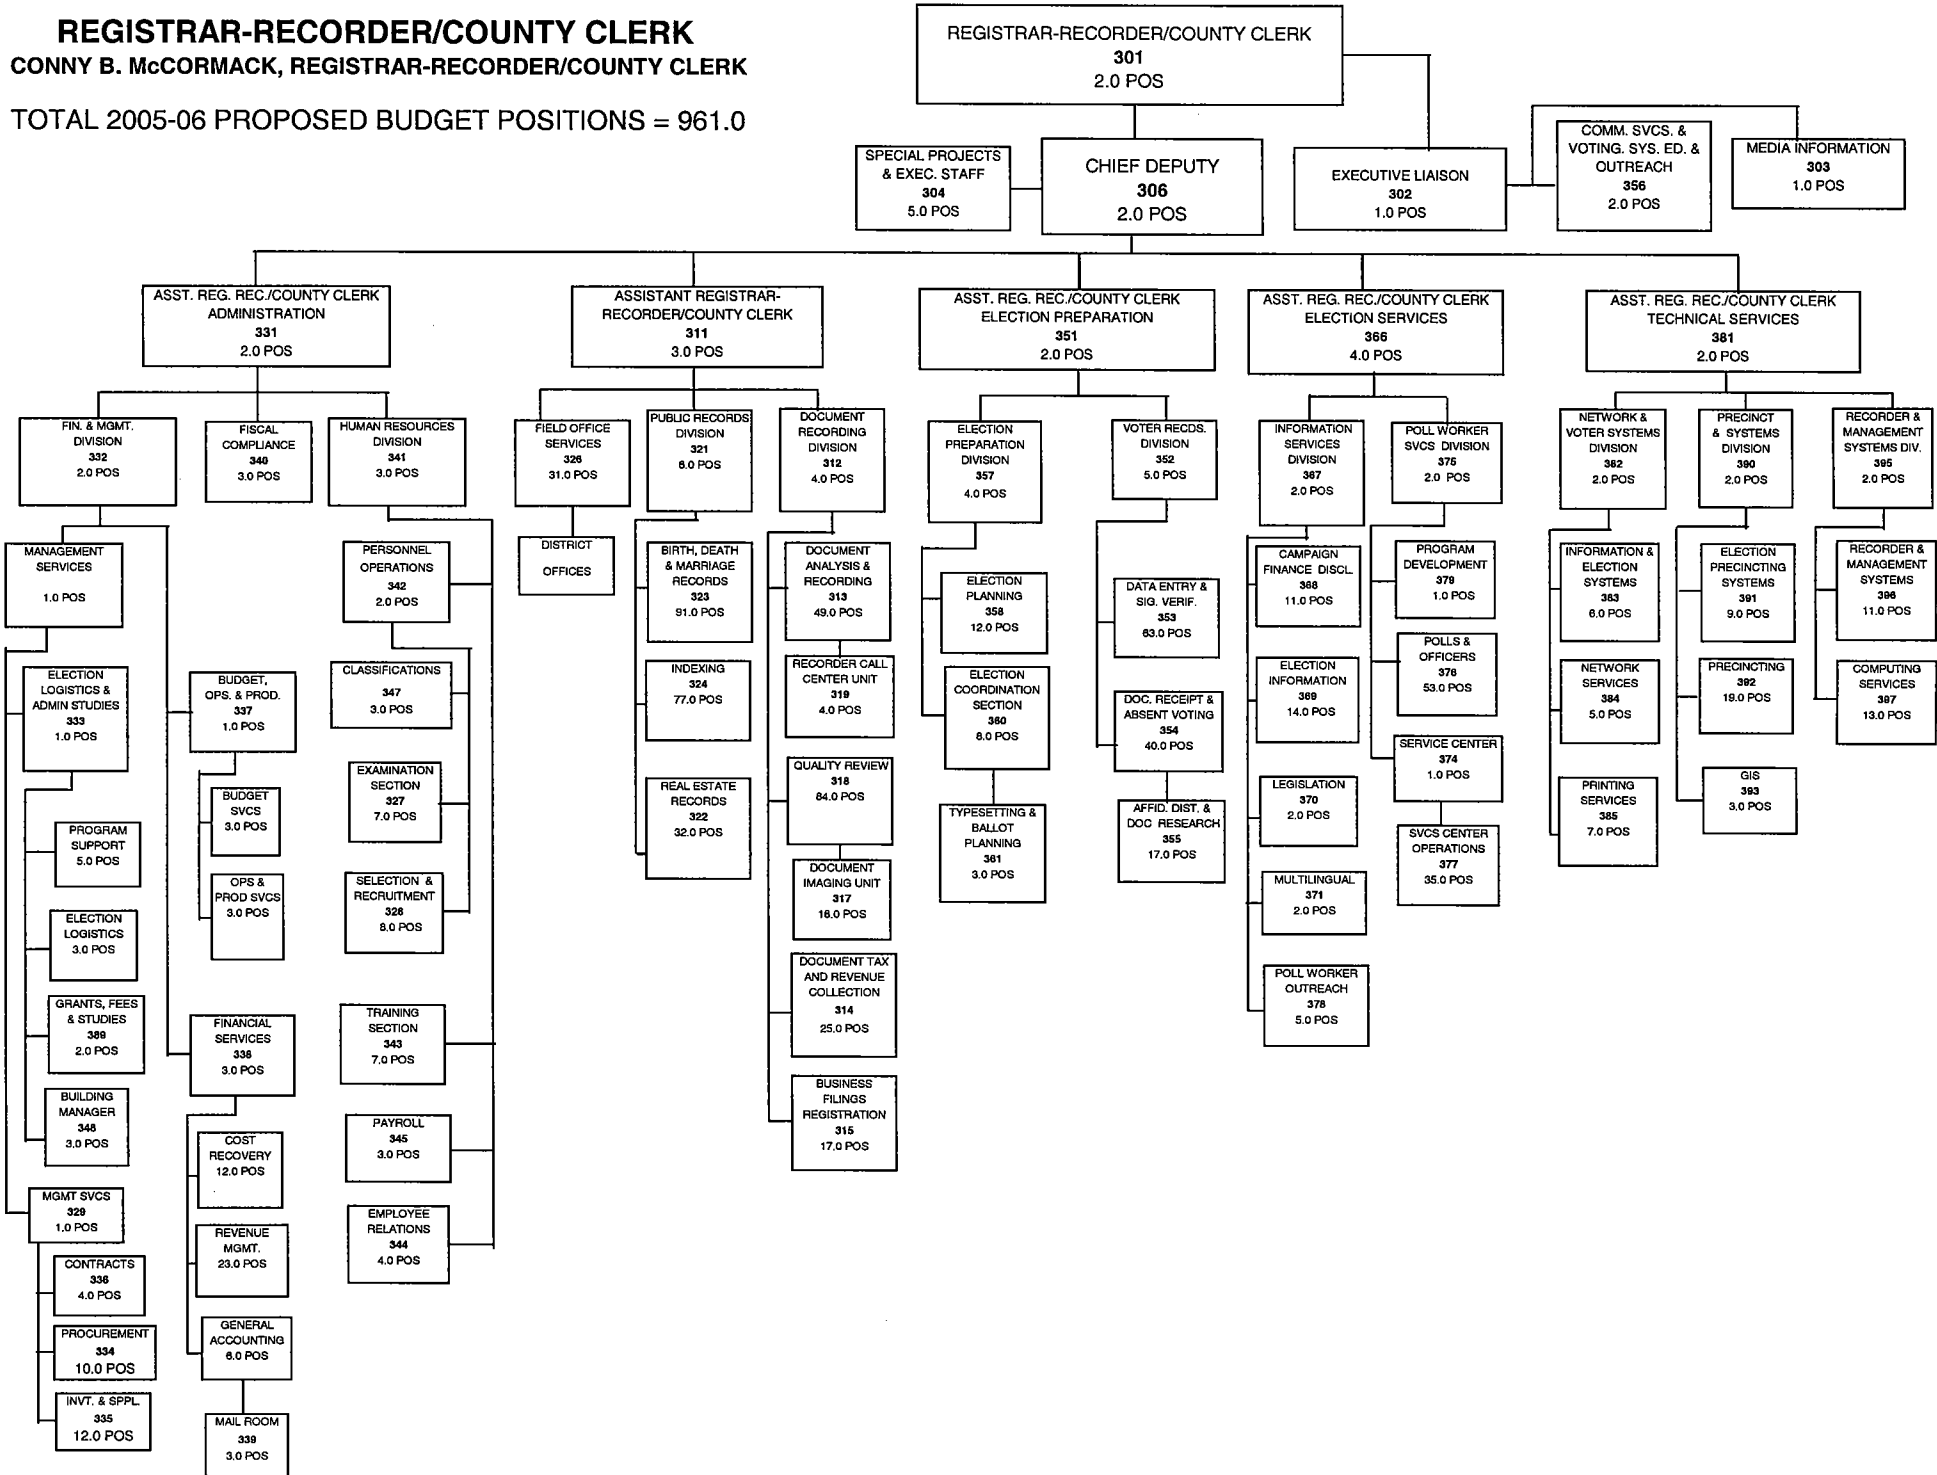 REGISTRAR-RECORDER/COUNTY CLERK
CONNY B. McCORMACK, REGISTRAR-RECORDER/COUNTY CLERK
TOTAL 2005-06 PROPOSED BUDGET POSITIONS = 961.0
REGISTRAR-RECORDER/COUNTY CLERK
301
2.0 POS
SPECIAL PROJECTS
& EXEC. STAFF
304
5.0 POS
CHIEF DEPUTY
306
2.0 POS
EXECUTIVE LIAISON
302
1.0 POS
COMM. SVCS. &
VOTING. SYS. ED. &
OUTREACH
356
2.0 POS
MEDIA INFORMATION
303
1.0 POS
ASST. REG. REC./COUNTY CLERK
ADMINISTRATION
331
2.0 POS
ASSISTANT REGISTRAR-
RECORDER/COUNTY CLERK
311
3.0 POS
ASST. REG. REC./COUNTY CLERK
ELECTION PREPARATION
351
2.0 POS
ASST. REG. REC./COUNTY CLERK
ELECTION SERVICES
366
4.0 POS
ASST. REG. REC./COUNTY CLERK
TECHNICAL SERVICES
381
2.0 POS
FIN. & MGMT.
DIVISION
332
2.0 POS
FISCAL
COMPLIANCE
340
3.0 POS
HUMAN RESOURCES
DIVISION
341
3.0 POS
FIELD OFFICE
SERVICES
326
31.0 POS
PUBLIC RECORDS
DIVISION
321
6.0 POS
DOCUMENT
RECORDING
DIVISION
312
4.0 POS
ELECTION
PREPARATION
DIVISION
357
4.0 POS
VOTER RECDS.
DIVISION
352
5.0 POS
INFORMATION
SERVICES
DIVISION
367
2.0 POS
POLL WORKER
SVCS DIVISION
375
2.0 POS
NETWORK &
VOTER SYSTEMS
DIVISION
382
2.0 POS
PRECINCT
& SYSTEMS
DIVISION
390
2.0 POS
RECORDER &
MANAGEMENT
SYSTEMS DIV.
395
2.0 POS
MANAGEMENT
SERVICES
1.0 POS
ELECTION
LOGISTICS &
ADMIN STUDIES
333
1.0 POS
PROGRAM
SUPPORT
5.0 POS
ELECTION
LOGISTICS
3.0 POS
GRANTS, FEES
& STUDIES
389
2.0 POS
BUILDING
MANAGER
348
3.0 POS
MGMT SVCS
329
1.0 POS
CONTRACTS
336
4.0 POS
PROCUREMENT
334
10.0 POS
INVT. & SPPL.
335
12.0 POS
BUDGET,
OPS. & PROD.
337
1.0 POS
BUDGET
SVCS
3.0 POS
OPS &
PROD SVCS
3.0 POS
FINANCIAL
SERVICES
338
3.0 POS
COST
RECOVERY
12.0 POS
REVENUE
MGMT.
23.0 POS
GENERAL
ACCOUNTING
6.0 POS
MAIL ROOM
339
3.0 POS
PERSONNEL
OPERATIONS
342
2.0 POS
CLASSIFICATIONS
347
3.0 POS
EXAMINATION
SECTION
327
7.0 POS
SELECTION &
RECRUITMENT
328
8.0 POS
TRAINING
SECTION
343
7.0 POS
PAYROLL
345
3.0 POS
EMPLOYEE
RELATIONS
344
4.0 POS
DISTRICT
OFFICES
BIRTH, DEATH
& MARRIAGE
RECORDS
323
91.0 POS
INDEXING
324
77.0 POS
REAL ESTATE
RECORDS
322
32.0 POS
DOCUMENT
ANALYSIS &
RECORDING
313
49.0 POS
RECORDER CALL
CENTER UNIT
319
4.0 POS
QUALITY REVIEW
318
84.0 POS
DOCUMENT
IMAGING UNIT
317
18.0 POS
DOCUMENT TAX
AND REVENUE
COLLECTION
314
25.0 POS
BUSINESS
FILINGS
REGISTRATION
315
17.0 POS
ELECTION
PLANNING
358
12.0 POS
ELECTION
COORDINATION
SECTION
360
8.0 POS
TYPESETTING &
BALLOT
PLANNING
361
3.0 POS
DATA ENTRY &
SIG. VERIF.
353
63.0 POS
DOC. RECEIPT &
ABSENT VOTING
354
40.0 POS
AFFID. DIST. &
DOC RESEARCH
355
17.0 POS
CAMPAIGN
FINANCE DISCL.
368
11.0 POS
ELECTION
INFORMATION
369
14.0 POS
LEGISLATION
370
2.0 POS
MULTILINGUAL
371
2.0 POS
POLL WORKER
OUTREACH
378
5.0 POS
PROGRAM
DEVELOPMENT
379
1.0 POS
POLLS &
OFFICERS
376
53.0 POS
SERVICE CENTER
374
1.0 POS
SVCS CENTER
OPERATIONS
377
35.0 POS
INFORMATION &
ELECTION
SYSTEMS
383
6.0 POS
NETWORK
SERVICES
384
5.0 POS
PRINTING
SERVICES
385
7.0 POS
ELECTION
PRECINCTING
SYSTEMS
391
9.0 POS
PRECINCTING
392
19.0 POS
GIS
393
3.0 POS
RECORDER &
MANAGEMENT
SYSTEMS
396
11.0 POS
COMPUTING
SERVICES
397
13.0 POS